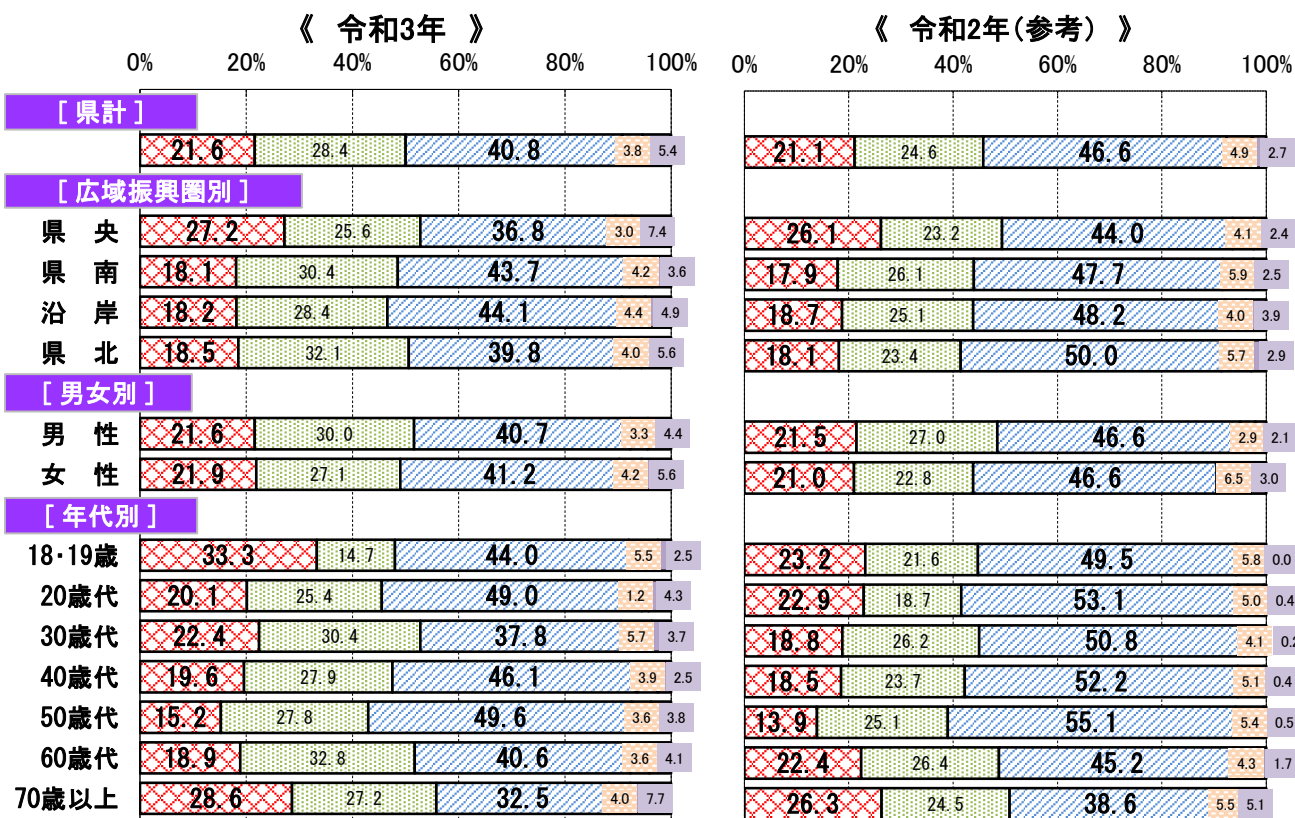 《 令和3年 》 《 令和2年(参考) 》
0% 20% 40% 60% 80% 100% 0% 20% 40% 60% 80% 100%
[ 県計 ]
21.6 28.4 40.8 3.8 5.4 21.1 24.6 46.6 4.9 2.7
[ 広域振興圏別 ]
県 央 27.2 25.6 36.8 3.0 7.4 26.1 23.2 44.0 4.1 2.4
県 南 18.1 30.4 43.7 4.2 3.6 17.9 26.1 47.7 5.9 2.5
沿 岸 18.2 28.4 44.1 4.4 4.9 18.7 25.1 48.2 4.0 3.9
県 北 18.5 32.1 39.8 4.0 5.6 18.1 23.4 50.0 5.7 2.9
[ 男女別 ]
男 性 21.6 30.0 40.7 3.3 4.4 21.5 27.0 46.6 2.9 2.1
女 性 21.9 27.1 41.2 4.2 5.6 21.0 22.8 46.6 6.5 3.0
[ 年代別 ]
18・19歳 33.3 14.7 44.0 5.5 2.5 23.2 21.6 49.5 5.8 0.0
20歳代 20.1 25.4 49.0 1.2 4.3 22.9 18.7 53.1 5.0 0.4
30歳代 22.4 30.4 37.8 5.7 3.7 18.8 26.2 50.8 4.1 0.2
40歳代 19.6 27.9 46.1 3.9 2.5 18.5 23.7 52.2 5.1 0.4
50歳代 15.2 27.8 49.6 3.6 3.8 13.9 25.1 55.1 5.4 0.5
60歳代 18.9 32.8 40.6 3.6 4.1 22.4 26.4 45.2 4.3 1.7
70歳以上 28.6 27.2 32.5 4.0 7.7 26.3 24.5 38.6 5.5 5.1